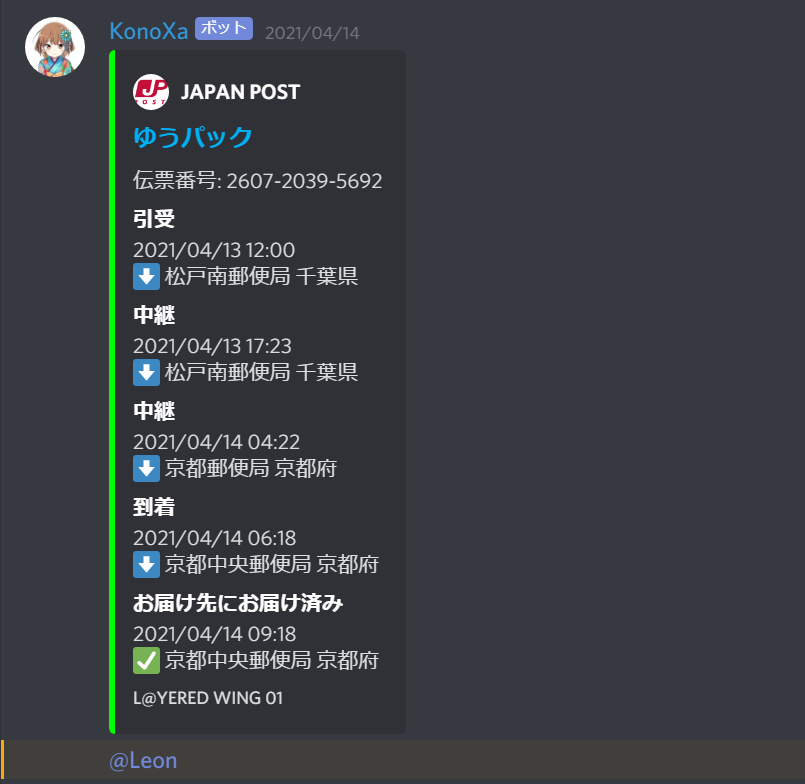 KonoXa ボット 2021/04/14
JP POST JAPAN POST
ゆうパック
伝票番号: 2607-2039-5692
引受
2021/04/13 12:00
松戸南郵便局 千葉県
中継
2021/04/13 17:23
松戸南郵便局 千葉県
中継
2021/04/14 04:22
京都郵便局 京都府
到着
2021/04/14 06:18
京都中央郵便局 京都府
お届け先にお届け済み
2021/04/14 09:18
京都中央郵便局 京都府
L@YERED WING 01
@Leon